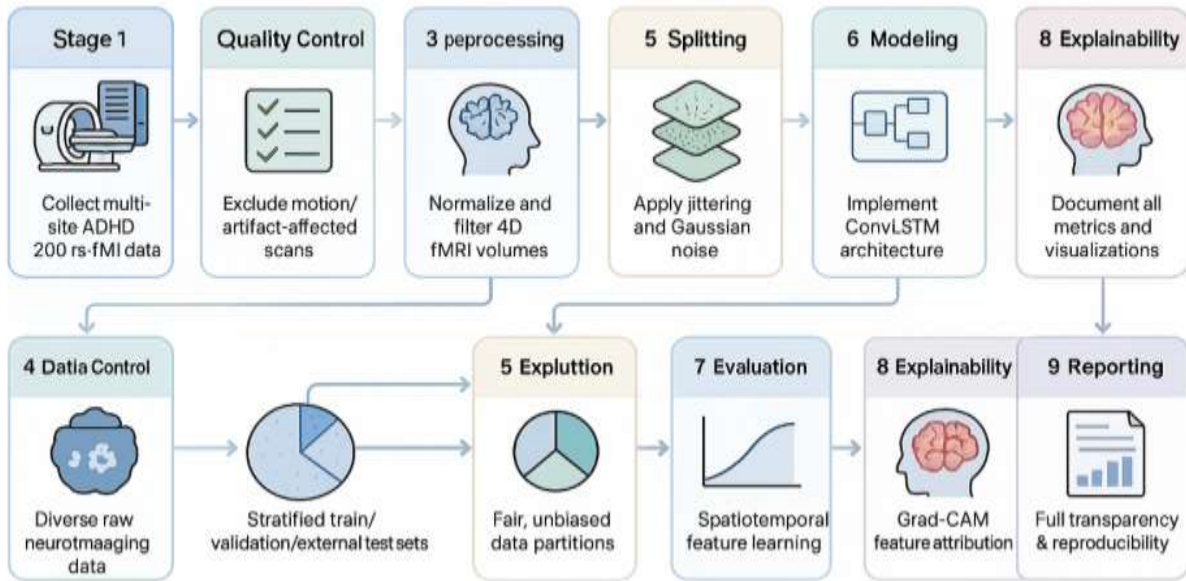 Stage 1
Collect multi-
site ADHD
200 rs-fMI data
Quality Control
Exclude motion/
artifact-affected
scans
3 peprocessing
Normalize and
filter 4D
fMRI volumes
5 Splitting
Apply jittering
and Gaussian
noise
6 Modeling
Implement
ConvLSTM
architecture
8 Explainability
Document all
metrics and
visualizations
4 Datia Control
Diverse raw
neurotmaaging
data
Stratified train/
validation/external test sets
5 Expluttion
Fair, unbiased
data partitions
7 Evaluation
Spatiotemporal
feature learning
8 Explainability
Grad-CAM
feature attribution
9 Reporting
Full transparency
& reproducibility